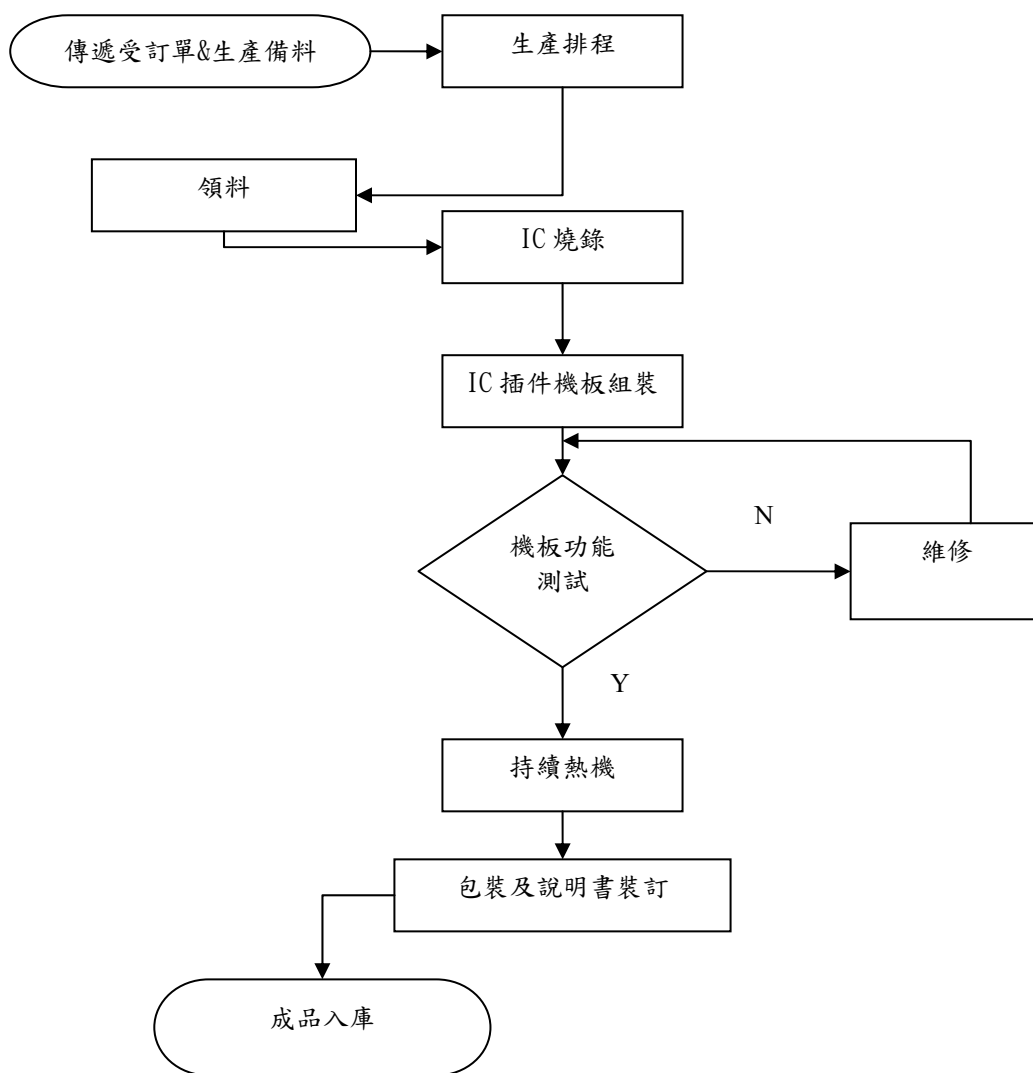 傳遞受訂單&生產備料
生產排程
領料
IC 燒錄
IC 插件機板組裝
機板功能
測試
N
維修
Y
持續熱機
包裝及說明書裝訂
成品入庫